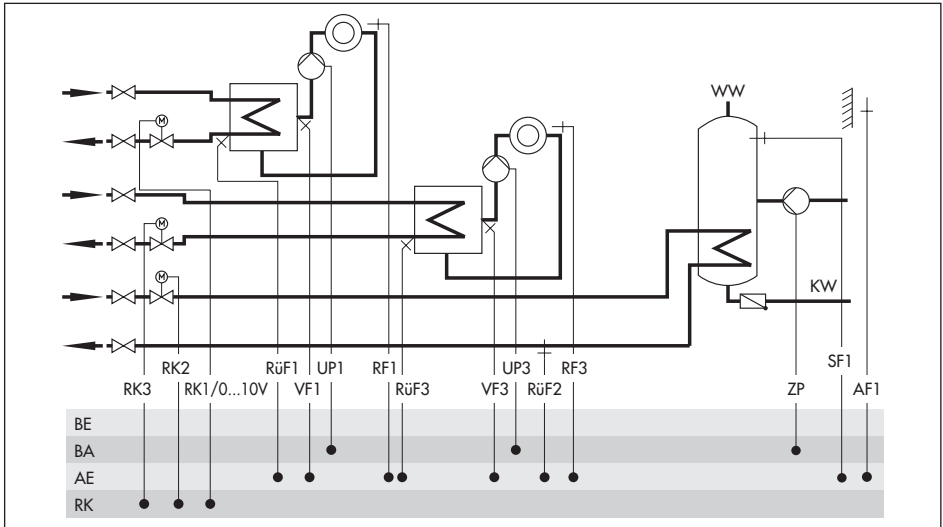 M
WW
M
M
KW
RK2 RüF1 UP1 RF1 UP3 RF3 SF1
RK3 RK1/0...10V VF1 RüF3 VF3 RüF2 ZP AF1
BE
BA
AE
RK